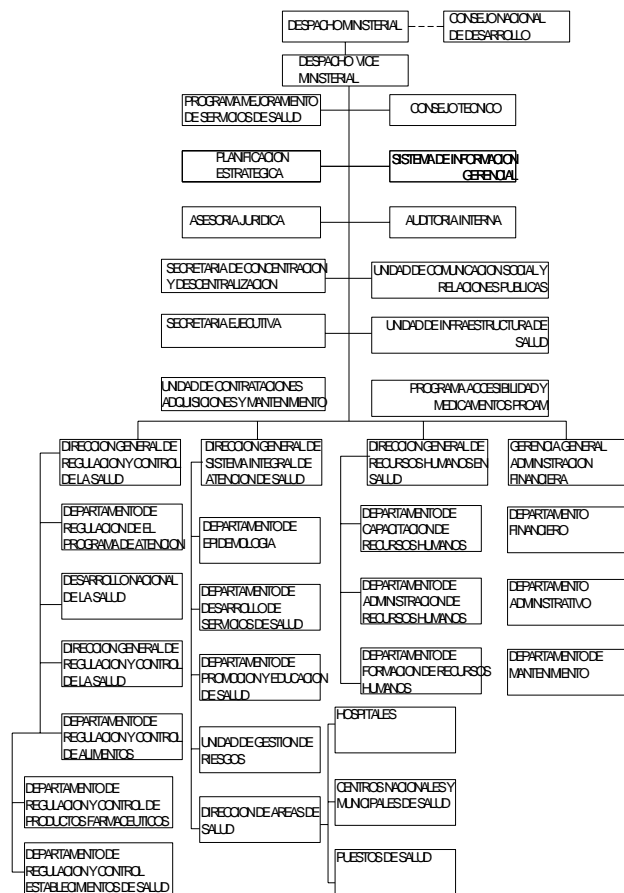 DESPACHO MINISTERIAL
CONSEJO NACIONAL
DE DESARROLLO
DESPACHO VICE
MINISTERIAL
PROGRAMA MEJORAMIENTO
DE SERVICIOS DE SALUD
CONSEJO TECNICO
PLANIFICACION
ESTRATEGICA
SISTEMA DE INFORMACION
GERENCIAL
ASESORIA JURIDICA
AUDITORIA INTERNA
SECRETARIA DE CONCENTRACION
Y DESCENTRALIZACION
UNIDAD DE COMUNICACION SOCIAL Y
RELACIONES PUBLICAS
SECRETARIA EJECUTIVA
UNIDAD DE INFRAESTRUCTURA DE
SALUD
UNIDAD DE CONTRATACIONES
ADQUISICIONES Y MANTENIMIENTO
PROGRAMA ACCESIBILIDAD Y
MEDICAMENTOS PROAM
DIRECCION GENERAL DE
REGULACION Y CONTROL
DE LA SALUD
DEPARTAMENTO DE
REGULACION DE EL
PROGRAMA DE ATENCION
DESARROLLO NACIONAL
DE LA SALUD
DIRECCION GENERAL DE
REGULACION Y CONTROL
DE LA SALUD
DEPARTAMENTO DE
REGULACION Y CONTROL
DE ALIMENTOS
DEPARTAMENTO DE
REGULACION Y CONTROL DE
PRODUCTOS FARMACEUTICOS
DEPARTAMENTO DE
REGULACION Y CONTROL
ESTABLECIMENTOS DE SALUD
DIRECCION GENERAL DE
SISTEMA INTEGRAL DE
ATENCION DE SALUD
DEPARTAMENTO DE
EPIDEMOLOGIA
DEPARTAMENTO DE
DESARROLLO DE
SERVICIOS DE SALUD
DEPARTAMENTO DE
PROMOCION Y EDUCACION
DE SALUD
UNIDAD DE GESTION DE
RIESGOS
DIRECCION DE AREAS DE
SALUD
HOSPITALES
CENTROS NACIONALES Y
MUNICIPALES DE SALUD
PUESTOS DE SALUD
DIRECCION GENERAL DE
RECURSOS HUMANOS EN
SALUD
DEPARTAMENTO DE
CAPACITACION DE
RECURSOS HUMANOS
DEPARTAMENTO DE
ADMINISTRACION DE
RECURSOS HUMANOS
DEPARTAMENTO DE
FORMACION DE RECURSOS
HUMANOS
GERENCIA GENERAL
ADMINISTRACION
FINANCIERA
DEPARTAMENTO
FINANCIERO
DEPARTAMENTO
ADMINISTRATIVO
DEPARTAMENTO DE
MANTENIMIENTO